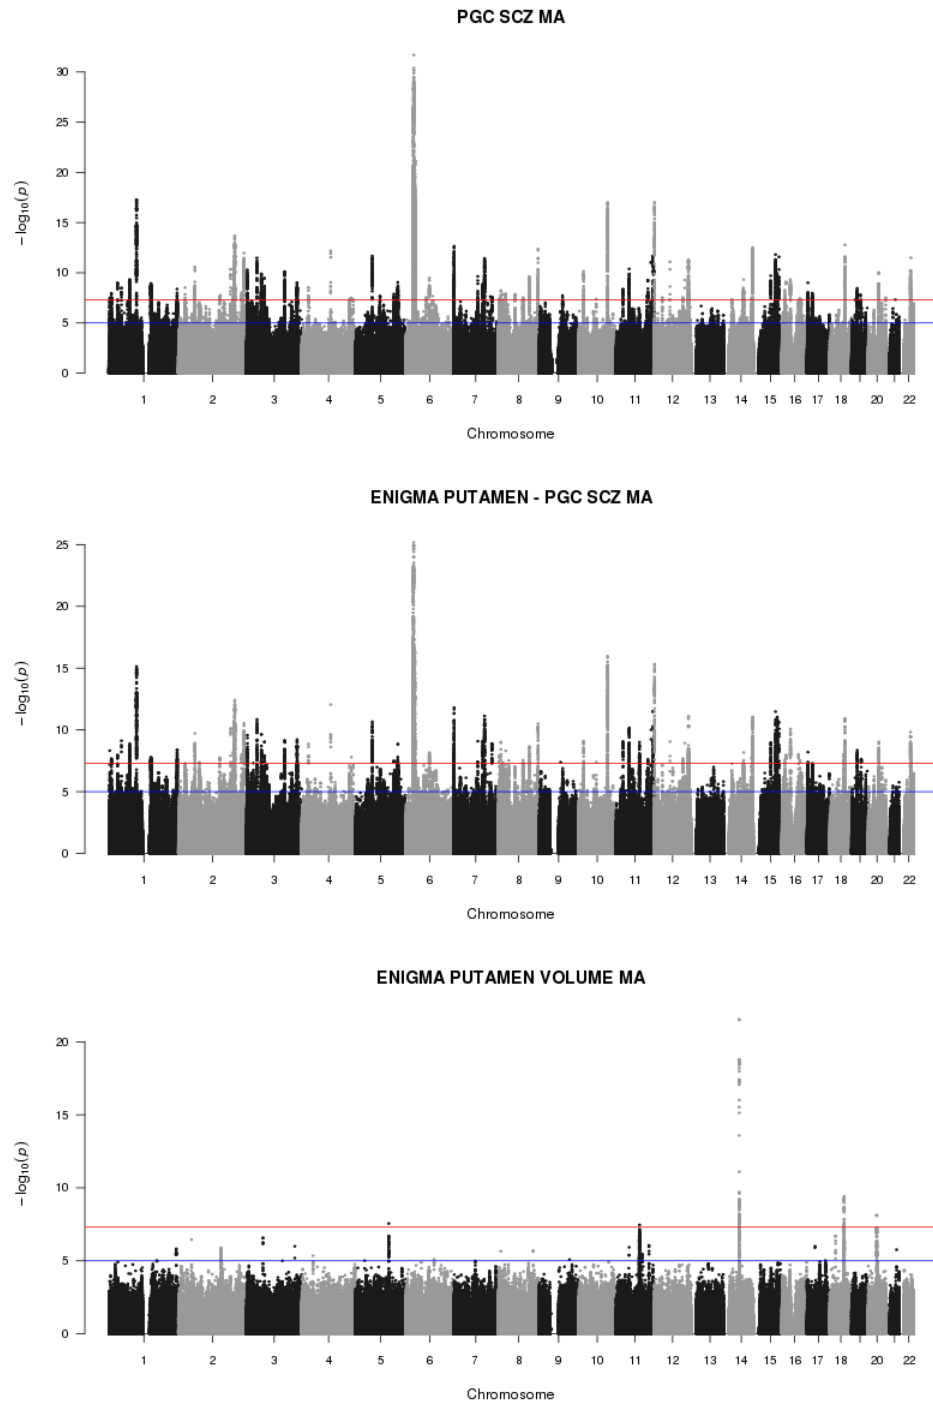 PGC SCZ MA
30
25
20
15
10
5
0
− log₁₀(p)
1 2 3 4 5 6 7 8 9 10 11 12 13 14 15 16 17 18 20 22
Chromosome
ENIGMA PUTAMEN - PGC SCZ MA
25
20
15
10
5
0
− log₁₀(p)
1 2 3 4 5 6 7 8 9 10 11 12 13 14 15 16 17 18 20 22
Chromosome
ENIGMA PUTAMEN VOLUME MA
20
15
10
5
0
− log₁₀(p)
1 2 3 4 5 6 7 8 9 10 11 12 13 14 15 16 17 18 20 22
Chromosome